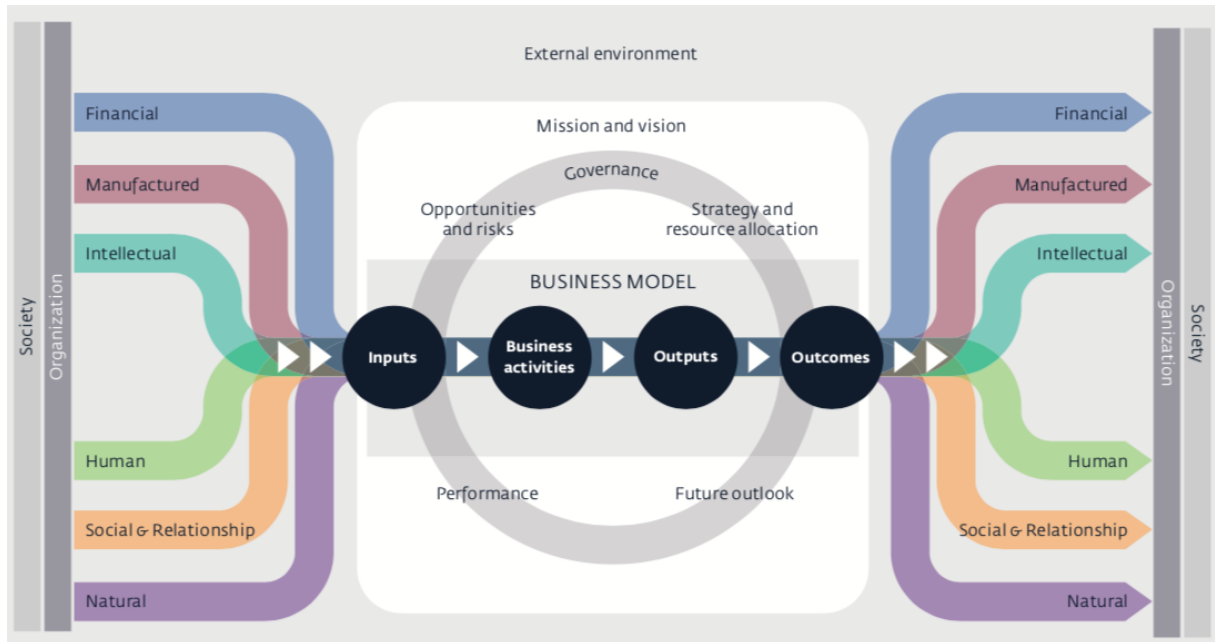 External environment
Society
Organization
Financial
Manufactured
Intellectual
Human
Social & Relationship
Natural
Mission and vision
Governance
Opportunities
and risks
Strategy and
resource allocation
BUSINESS MODEL
Inputs
Business
activities
Outputs
Outcomes
Performance
Future outlook
Financial
Manufactured
Intellectual
Human
Social & Relationship
Natural
Organization
Society